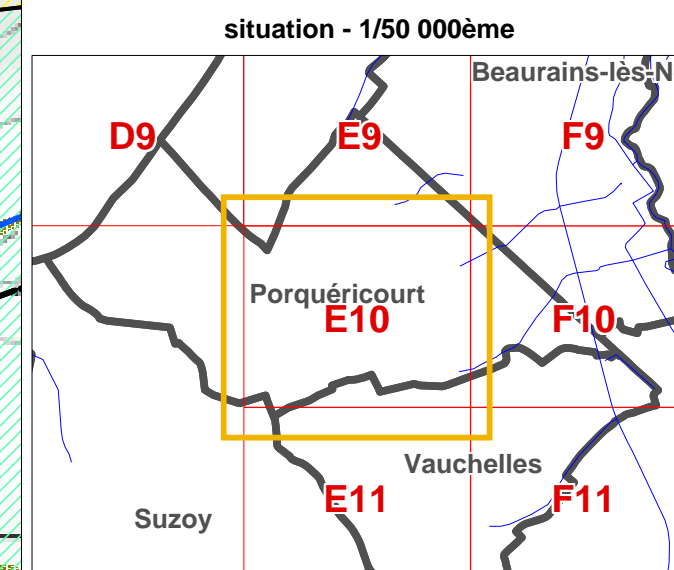 situation - 1/50 000ème
Beaurains-lès-N
D9
E9
F9
Porquéricourt
E10
F10
Vauchelles
E11
F11
Suzoy